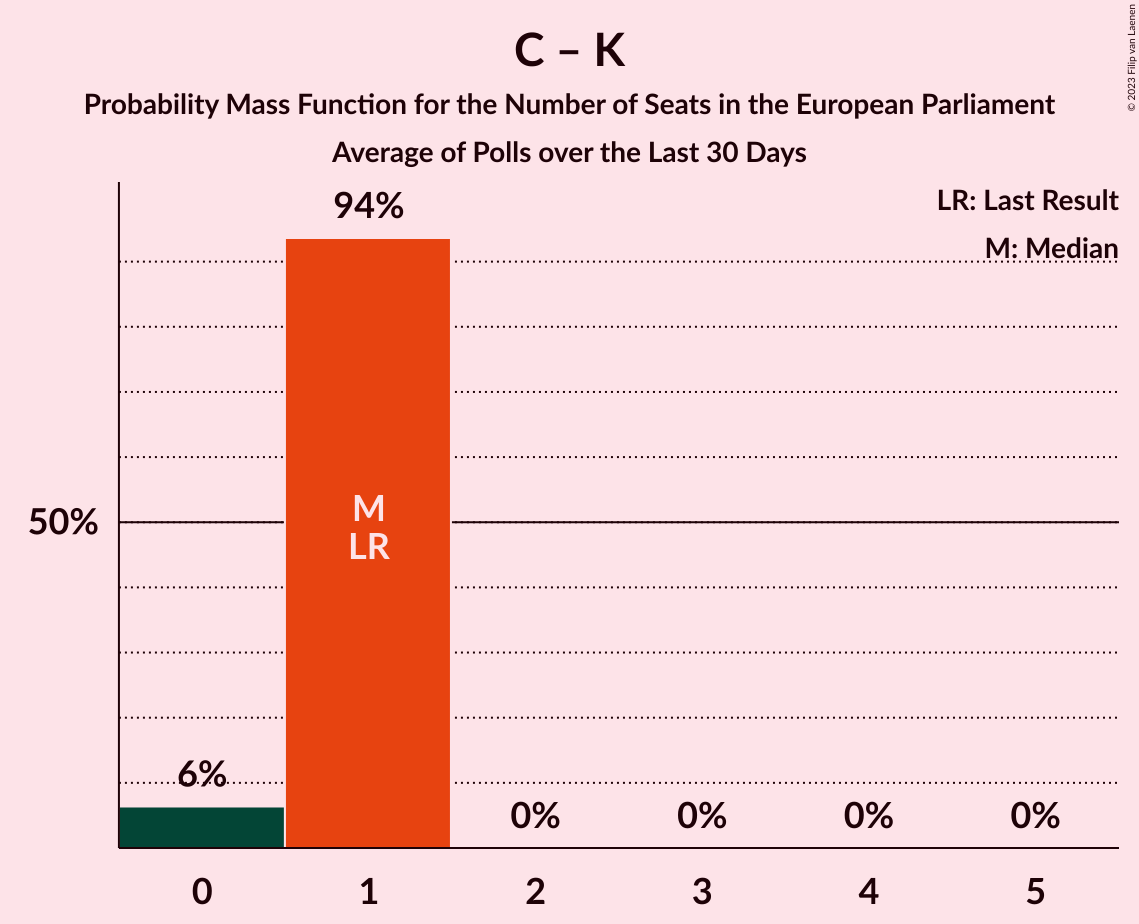 C – K
Probability Mass Function for the Number of Seats in the European Parliament
Average of Polls over the Last 30 Days
© 2023 Filip van Laenen
LR: Last Result
M: Median
94%
50%
M
LR
6%
0%
0%
0%
0%
0
1
2
3
4
5